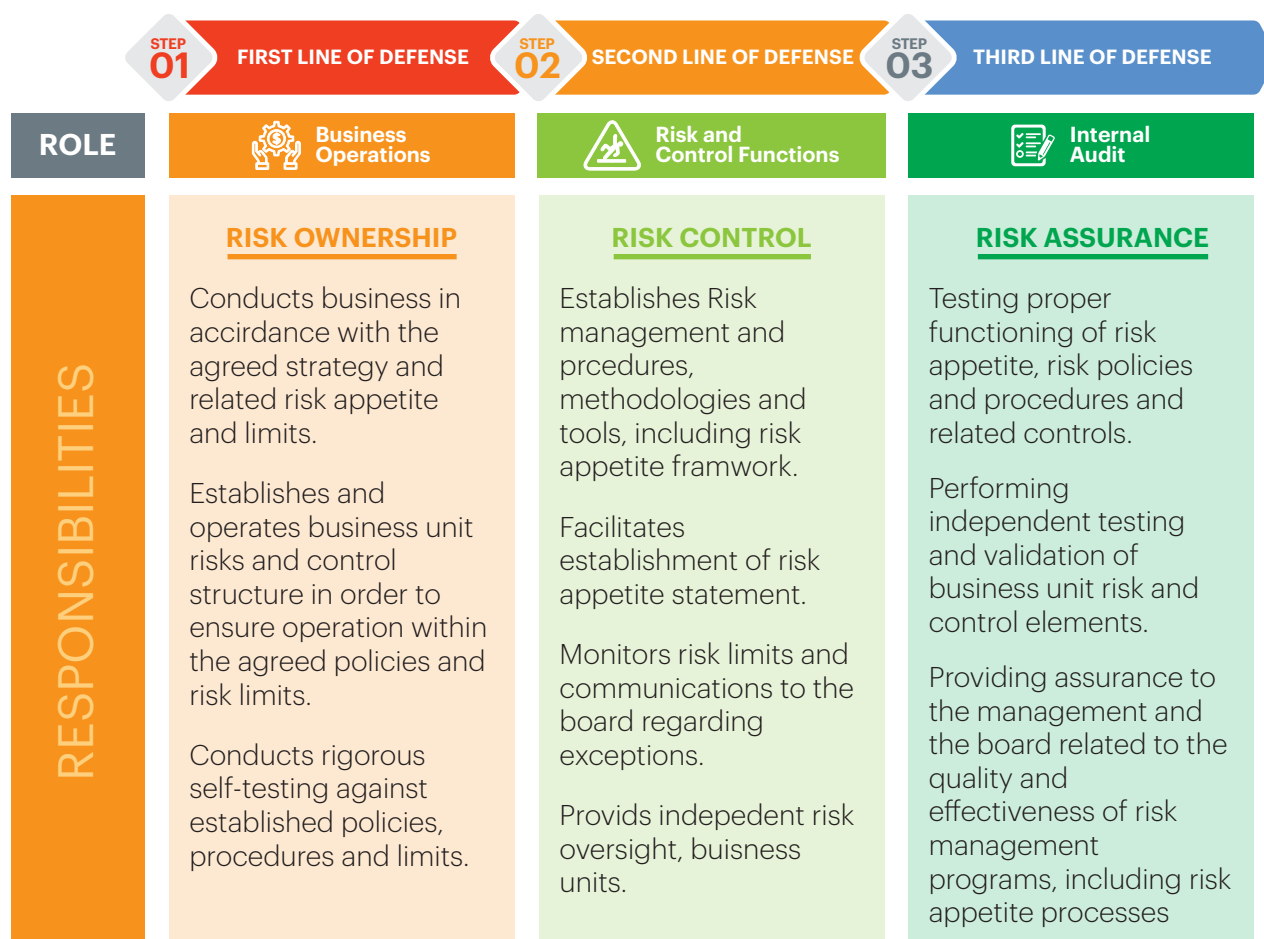 STEP
01
FIRST LINE OF DEFENSE
STEP
02
SECOND LINE OF DEFENSE
STEP
03
THIRD LINE OF DEFENSE
ROLE
Business
Operations
Risk and
Control Functions
Internal
Audit
RESPONSIBILITIES
RISK OWNERSHIP
Conducts business in
accirdance with the
agreed strategy and
related risk appetite
and limits.
Establishes and
operates business unit
risks and control
structure in order to
ensure operation within
the agreed policies and
risk limits.
Conducts rigorous
self-testing against
established policies,
procedures and limits.
RISK CONTROL
Establishes Risk
management and
prcedures,
methodologies and
tools, including risk
appetite framwork.
Facilitates
establishment of risk
appetite statement.
Monitors risk limits and
communications to the
board regarding
exceptions.
Provids indepedent risk
oversight, buisness
units.
RISK ASSURANCE
Testing proper
functioning of risk
appetite, risk policies
and procedures and
related controls.
Performing
independent testing
and validation of
business unit risk and
control elements.
Providing assurance to
the management and
the board related to the
quality and
effectiveness of risk
management
programs, including risk
appetite processes